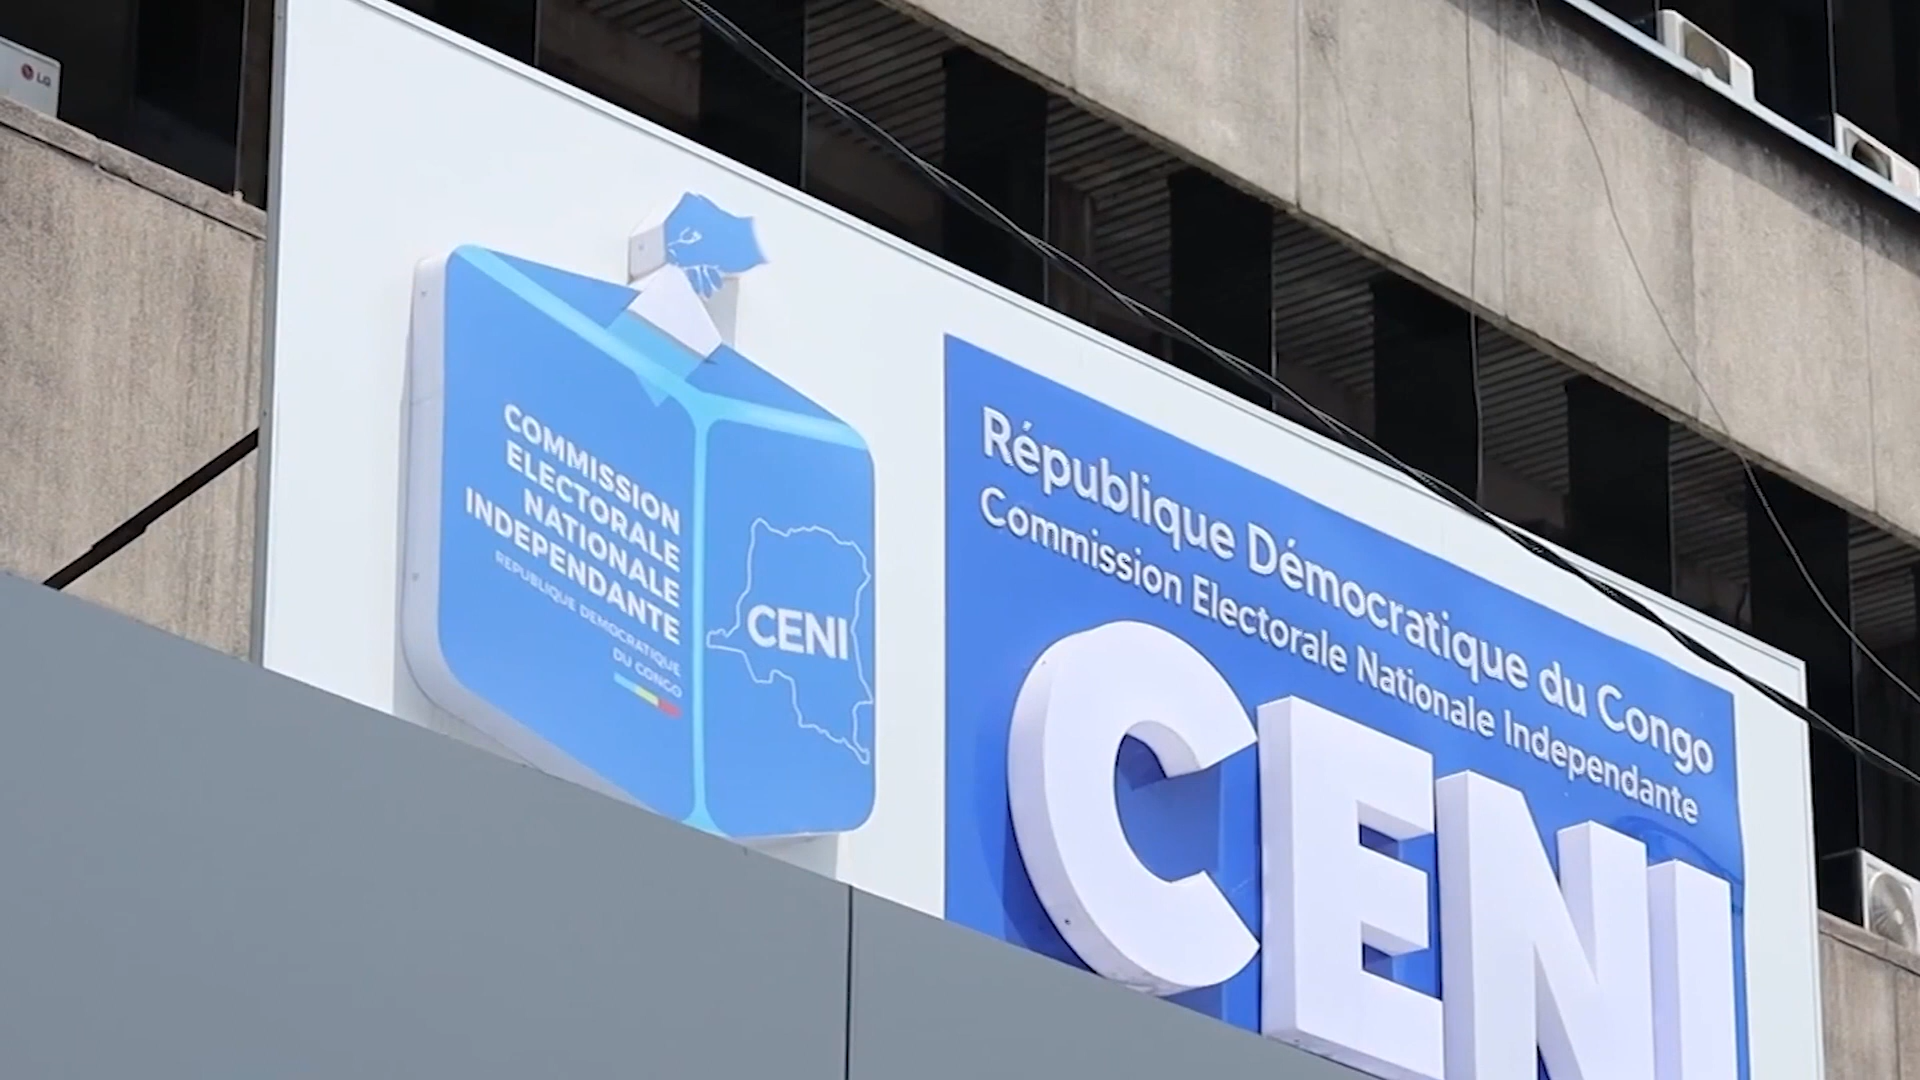 LG
COMMISSION
ELECTORALE
NATIONALE
INDEPENDANTE
REPUBLIQUE DEMOCRATIQUE
DU CONGO
CENI
République Démocratique du Congo
Commission Electorale Nationale Independante
CENI